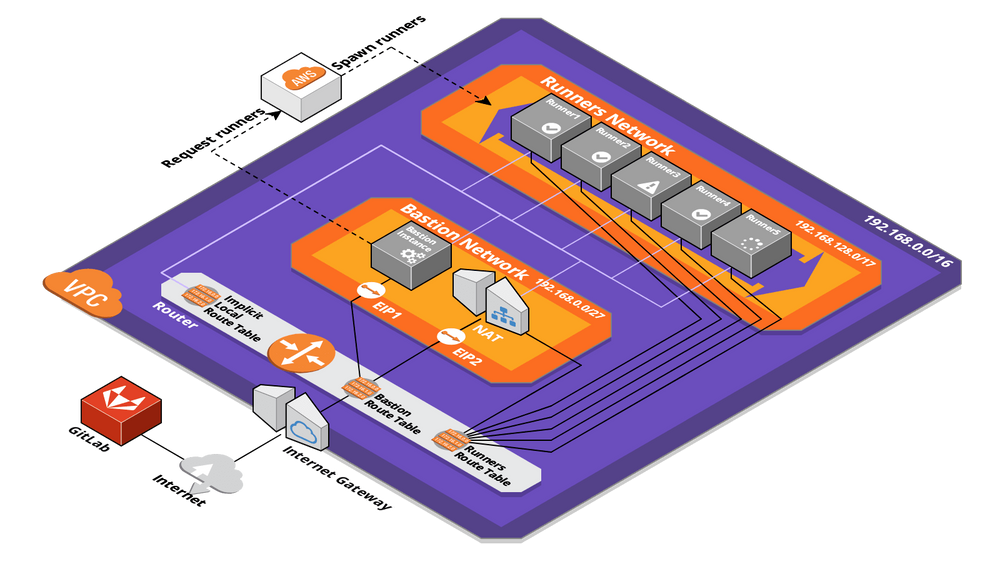 Spawn runners
AWS
Request runners
Runners Network
Runner1
Runner2
Runner3
Runner4
Runner5
192.168.128.0/17
192.168.0.0/16
Bastion Network
Bastion
Instance
192.168.0.0/27
EIP1
NAT
EIP2
VPC
Router
Implicit
Local
Route Table
Bastion
Route Table
Runners
Route Table
GitLab
Internet
Internet Gateway